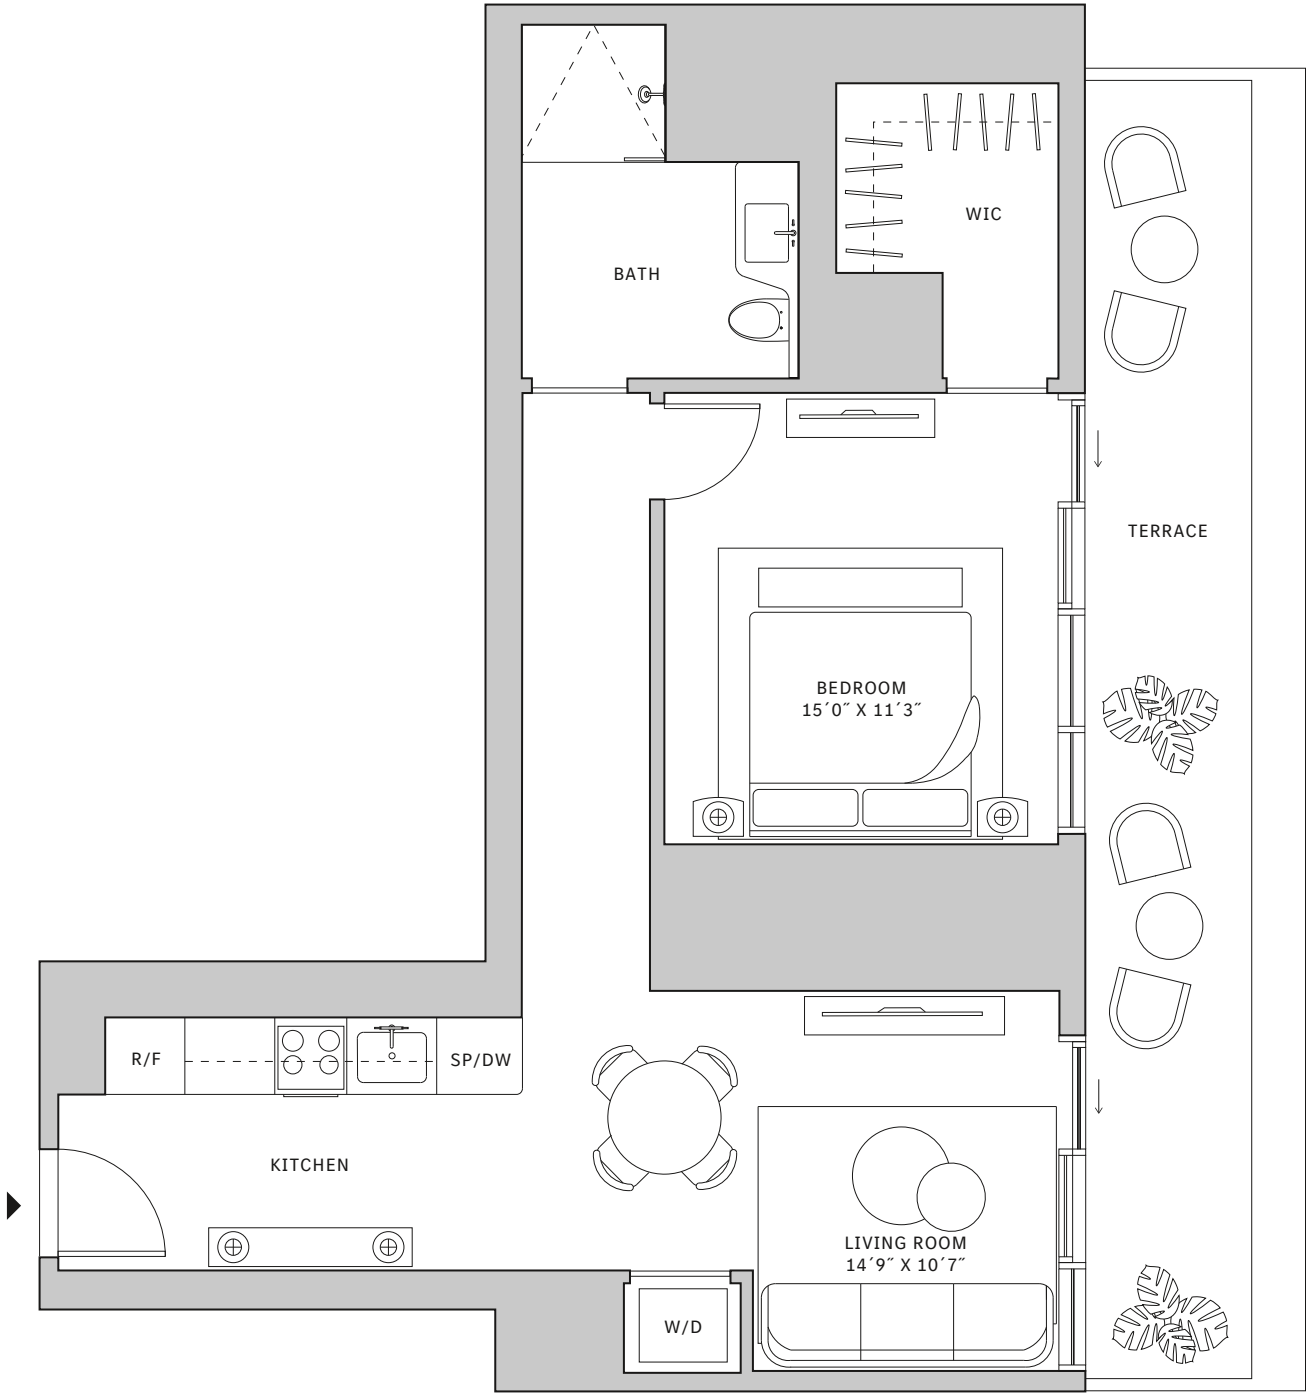 WIC
BATH
TERRACE
BEDROOM
15´0˝ X 11´3˝
R/F
SP/DW
KITCHEN
LIVING ROOM
14´9˝ X 10´7˝
W/D